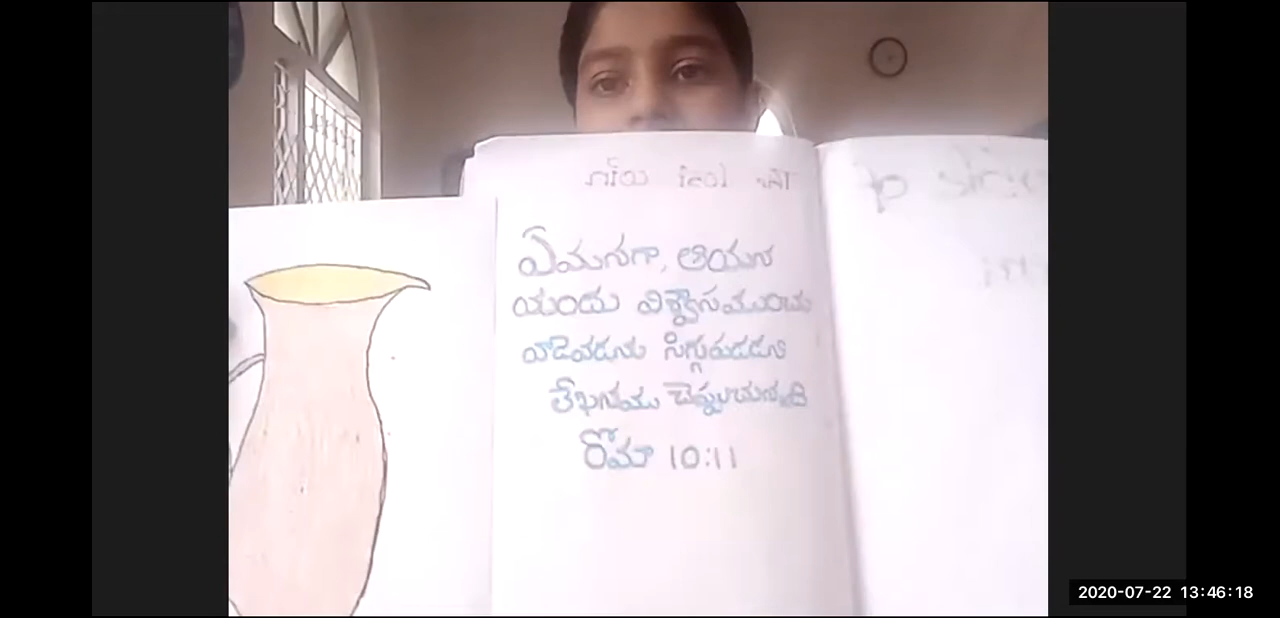 ఏమనగా, ఆయన
యందు విశ్వాసముంచు
వాడెవడును సిగ్గుపడడని
లేఖనము చెప్పుచున్నది
రోమా 10:11
2020-07-22 13:46:18